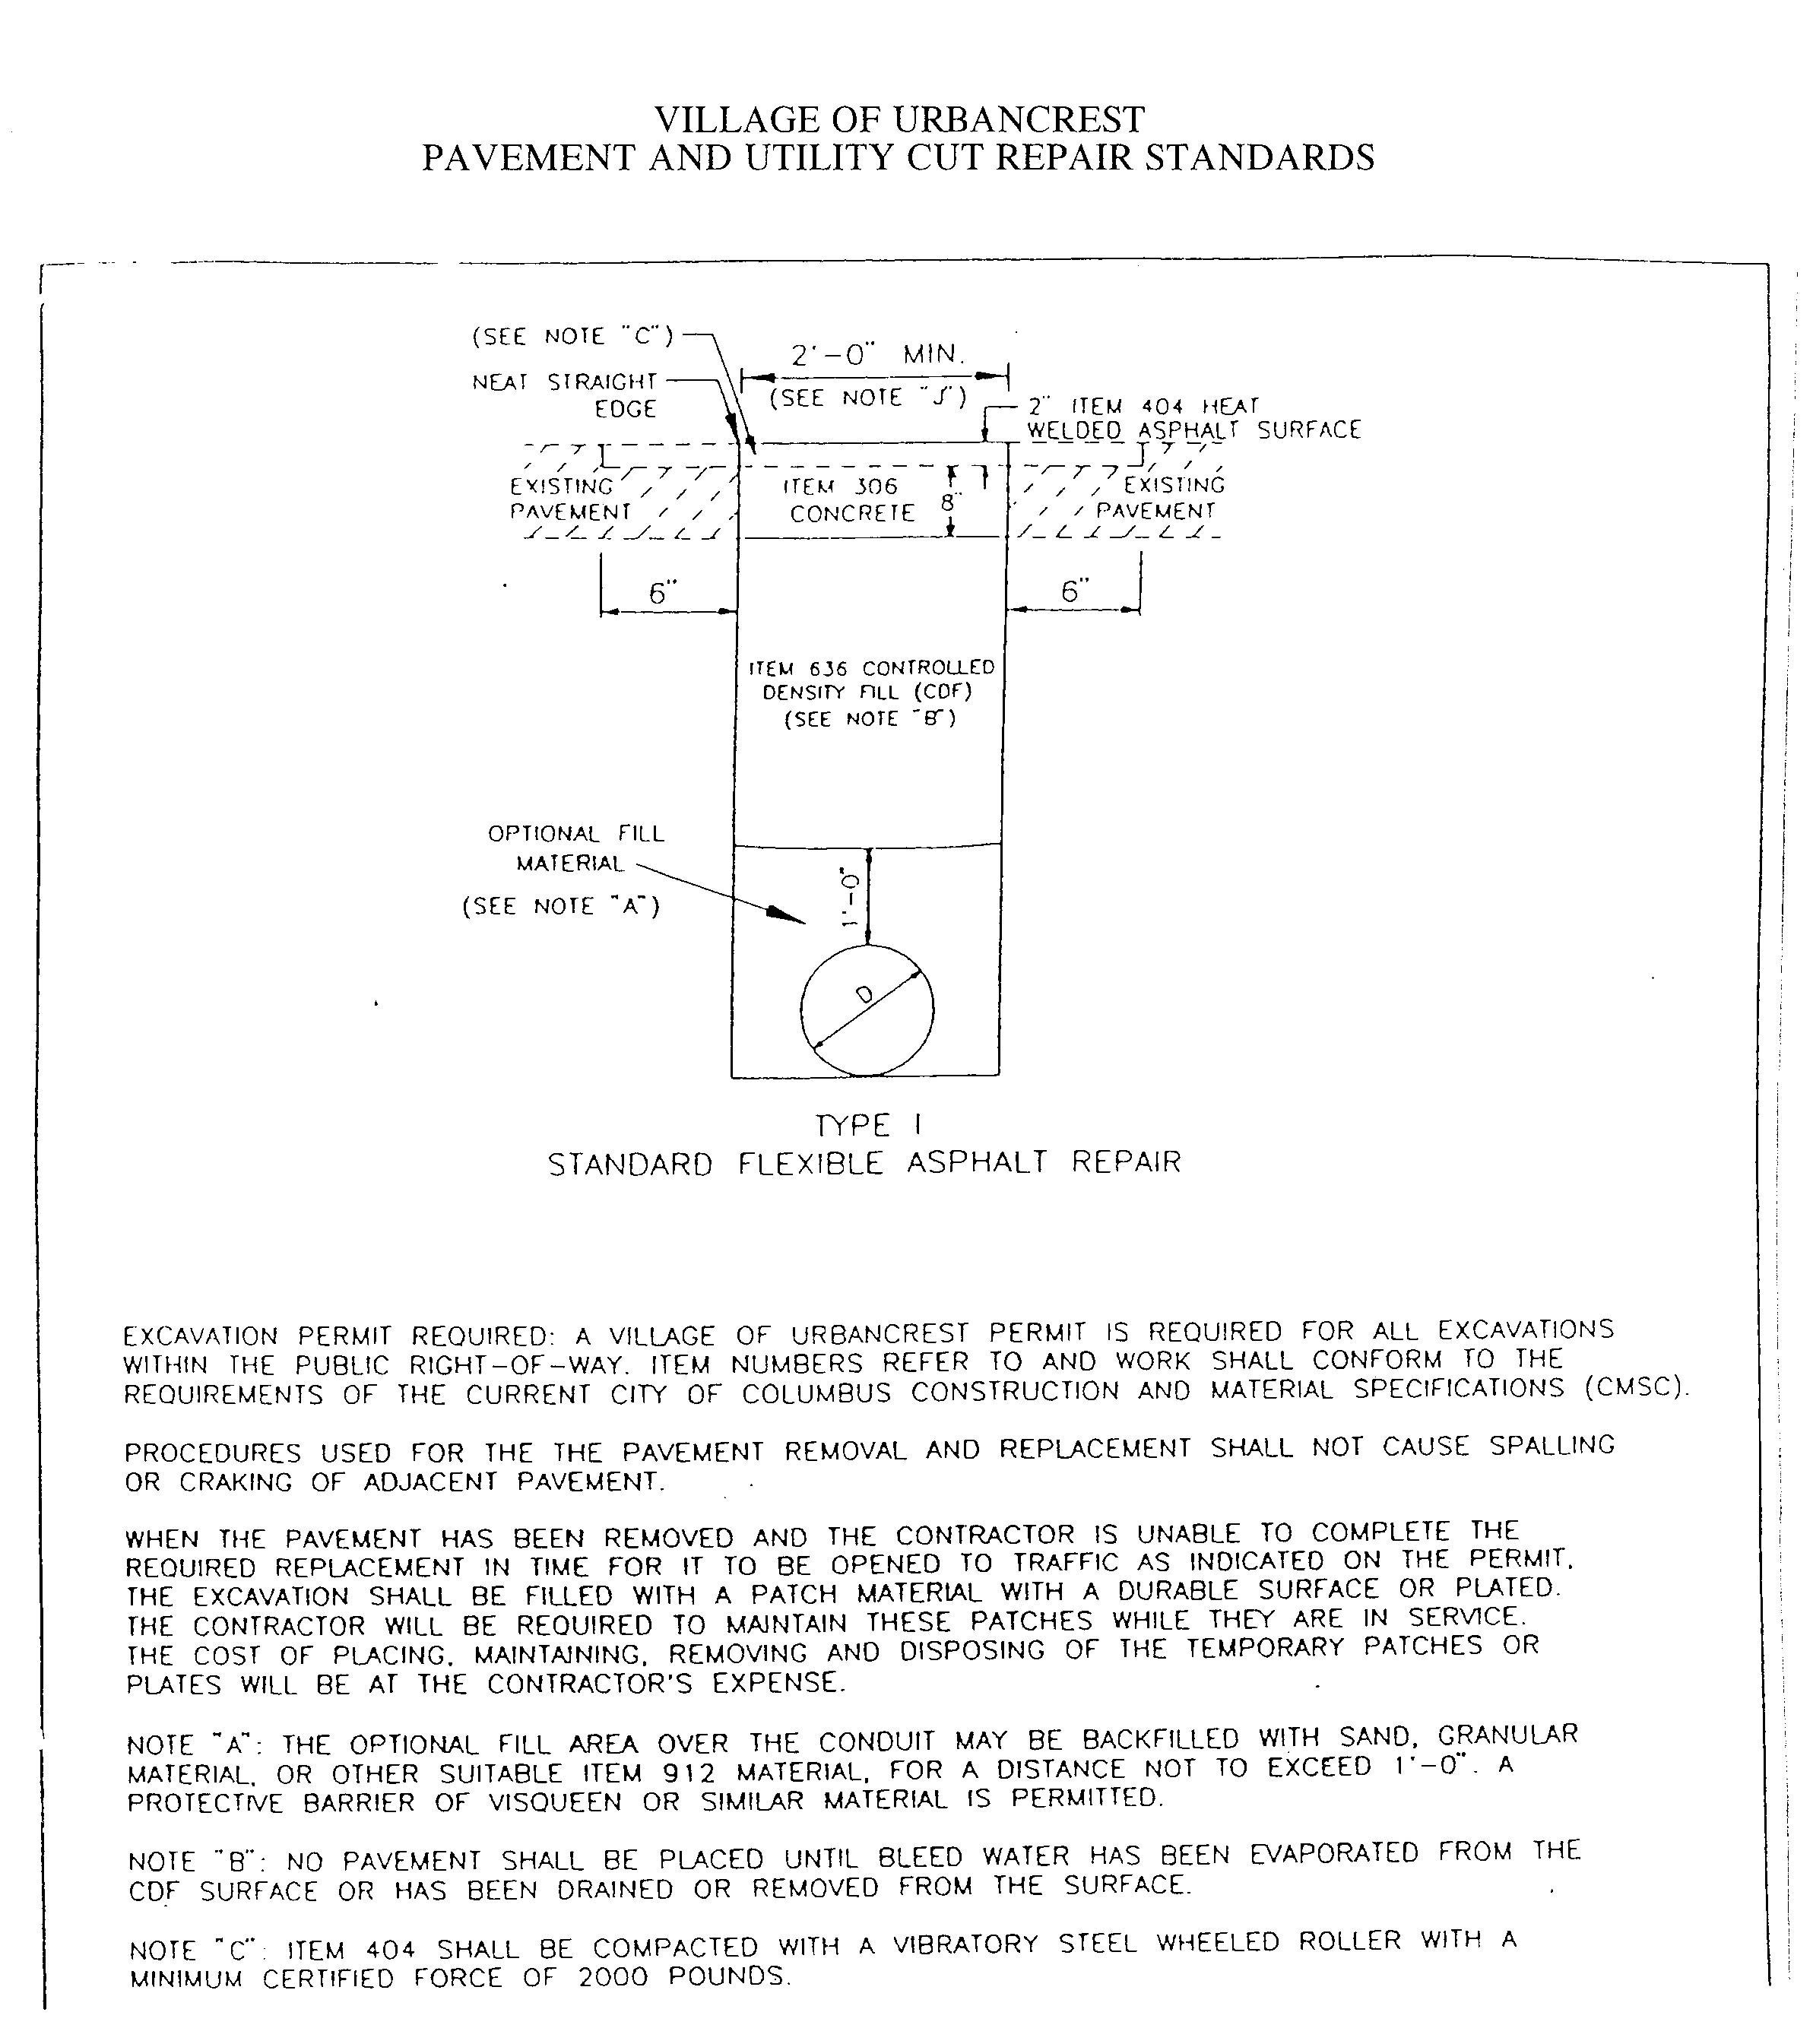 VILLAGE OF URBANCREST
PAVEMENT AND UTILITY CUT REPAIR STANDARDS
(SEE NOTE "C")
2'-0" MIN.
NEAT STRAIGHT
EDGE
(SEE NOTE "J")
2" ITEM 404 HEAT
WELDED ASPHALT SURFACE
EXISTING
PAVEMENT
ITEM 306
CONCRETE
8"
EXISTING
PAVEMENT
6"
6"
ITEM 636 CONTROLLED
DENSITY FILL (CDF)
(SEE NOTE "B")
OPTIONAL FILL
MATERIAL
(SEE NOTE "A")
1'-0"
D
TYPE I
STANDARD FLEXIBLE ASPHALT REPAIR
EXCAVATION PERMIT REQUIRED: A VILLAGE OF URBANCREST PERMIT IS REQUIRED FOR ALL EXCAVATIONS
WITHIN THE PUBLIC RIGHT-OF-WAY. ITEM NUMBERS REFER TO AND WORK SHALL CONFORM TO THE
REQUIREMENTS OF THE CURRENT CITY OF COLUMBUS CONSTRUCTION AND MATERIAL SPECIFICATIONS (CMSC).
PROCEDURES USED FOR THE THE PAVEMENT REMOVAL AND REPLACEMENT SHALL NOT CAUSE SPALLING
OR CRAKING OF ADJACENT PAVEMENT.
WHEN THE PAVEMENT HAS BEEN REMOVED AND THE CONTRACTOR IS UNABLE TO COMPLETE THE
REQUIRED REPLACEMENT IN TIME FOR IT TO BE OPENED TO TRAFFIC AS INDICATED ON THE PERMIT,
THE EXCAVATION SHALL BE FILLED WITH A PATCH MATERIAL WITH A DURABLE SURFACE OR PLATED.
THE CONTRACTOR WILL BE REQUIRED TO MAINTAIN THESE PATCHES WHILE THEY ARE IN SERVICE.
THE COST OF PLACING, MAINTAINING, REMOVING AND DISPOSING OF THE TEMPORARY PATCHES OR
PLATES WILL BE AT THE CONTRACTOR'S EXPENSE.
NOTE "A": THE OPTIONAL FILL AREA OVER THE CONDUIT MAY BE BACKFILLED WITH SAND, GRANULAR
MATERIAL, OR OTHER SUITABLE ITEM 912 MATERIAL, FOR A DISTANCE NOT TO EXCEED 1'-0". A
PROTECTIVE BARRIER OF VISQUEEN OR SIMILAR MATERIAL IS PERMITTED.
NOTE "B": NO PAVEMENT SHALL BE PLACED UNTIL BLEED WATER HAS BEEN EVAPORATED FROM THE
CDF SURFACE OR HAS BEEN DRAINED OR REMOVED FROM THE SURFACE.
NOTE "C": ITEM 404 SHALL BE COMPACTED WITH A VIBRATORY STEEL WHEELED ROLLER WITH A
MINIMUM CERTIFIED FORCE OF 2000 POUNDS.